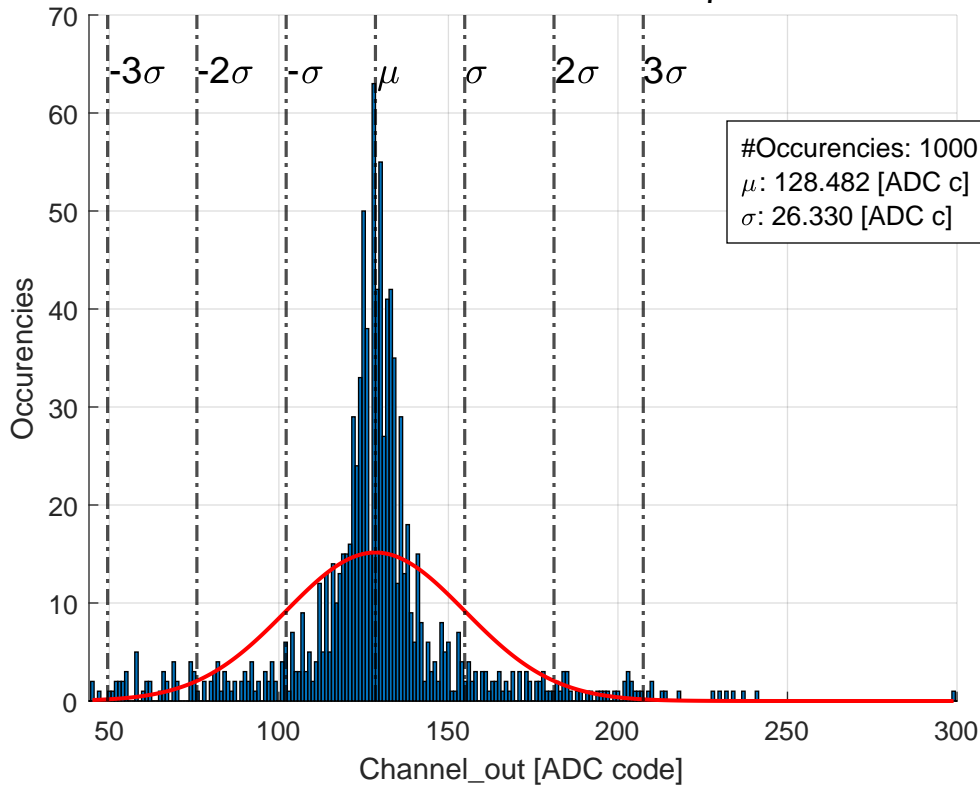 70
60
50
40
30
20
10
0
-3σ -2σ -σ μ σ 2σ 3σ
#Occurencies: 1000
μ: 128.482 [ADC c]
σ: 26.330 [ADC c]
Occurencies
50 100 150 200 250 300
Channel_out [ADC code]